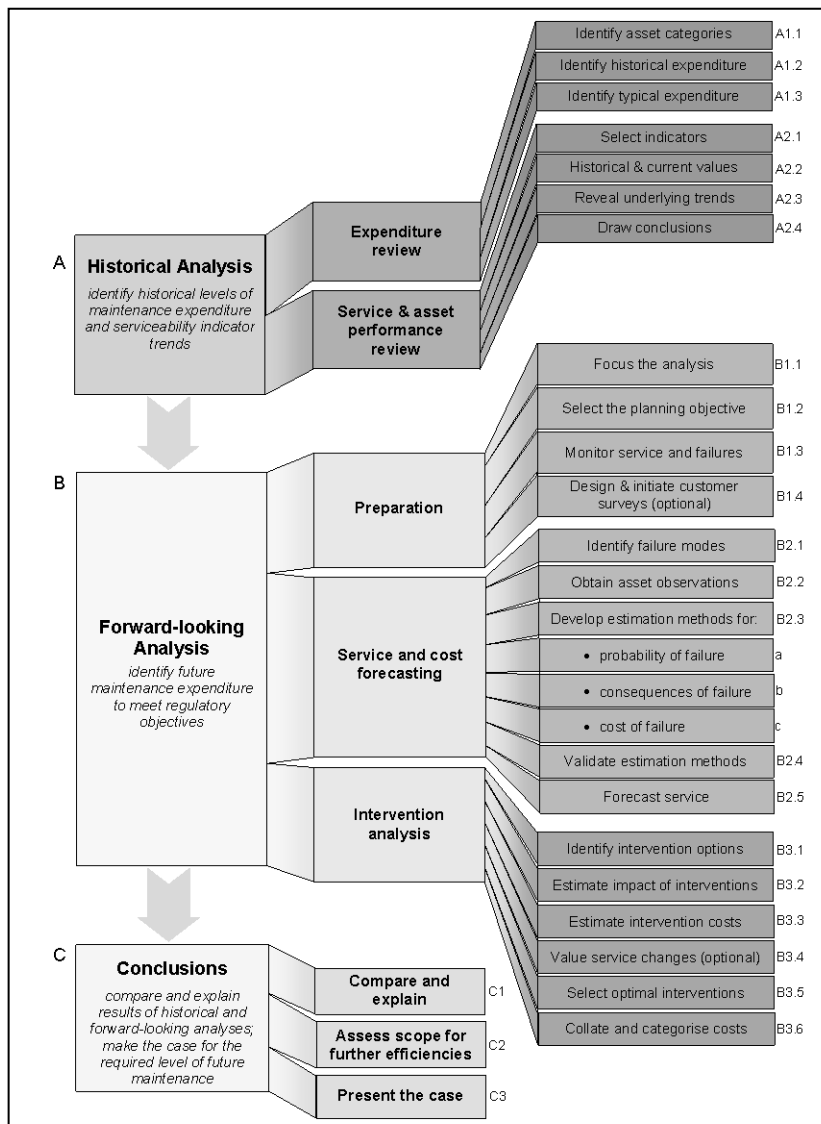 A
Historical Analysis
identify historical levels of
maintenance expenditure
and serviceability indicator
trends
Expenditure
review
Identify asset categories A1.1
Identify historical expenditure A1.2
Identify typical expenditure A1.3
Service & asset
performance
review
Select indicators A2.1
Historical & current values A2.2
Reveal underlying trends A2.3
Draw conclusions A2.4
B
Forward-looking
Analysis
identify future
maintenance expenditure
to meet regulatory
objectives
Preparation
Focus the analysis B1.1
Select the planning objective B1.2
Monitor service and failures B1.3
Design & initiate customer
surveys (optional) B1.4
Service and cost
forecasting
Identify failure modes B2.1
Obtain asset observations B2.2
Develop estimation methods for: B2.3
• probability of failure a
• consequences of failure b
• cost of failure c
Validate estimation methods B2.4
Forecast service B2.5
Intervention
analysis
Identify intervention options B3.1
Estimate impact of interventions B3.2
Estimate intervention costs B3.3
Value service changes (optional) B3.4
Select optimal interventions B3.5
Collate and categorise costs B3.6
C
Conclusions
compare and explain
results of historical and
forward-looking analyses;
make the case for the
required level of future
maintenance
Compare and
explain C1
Assess scope for
further efficiencies C2
Present the case C3